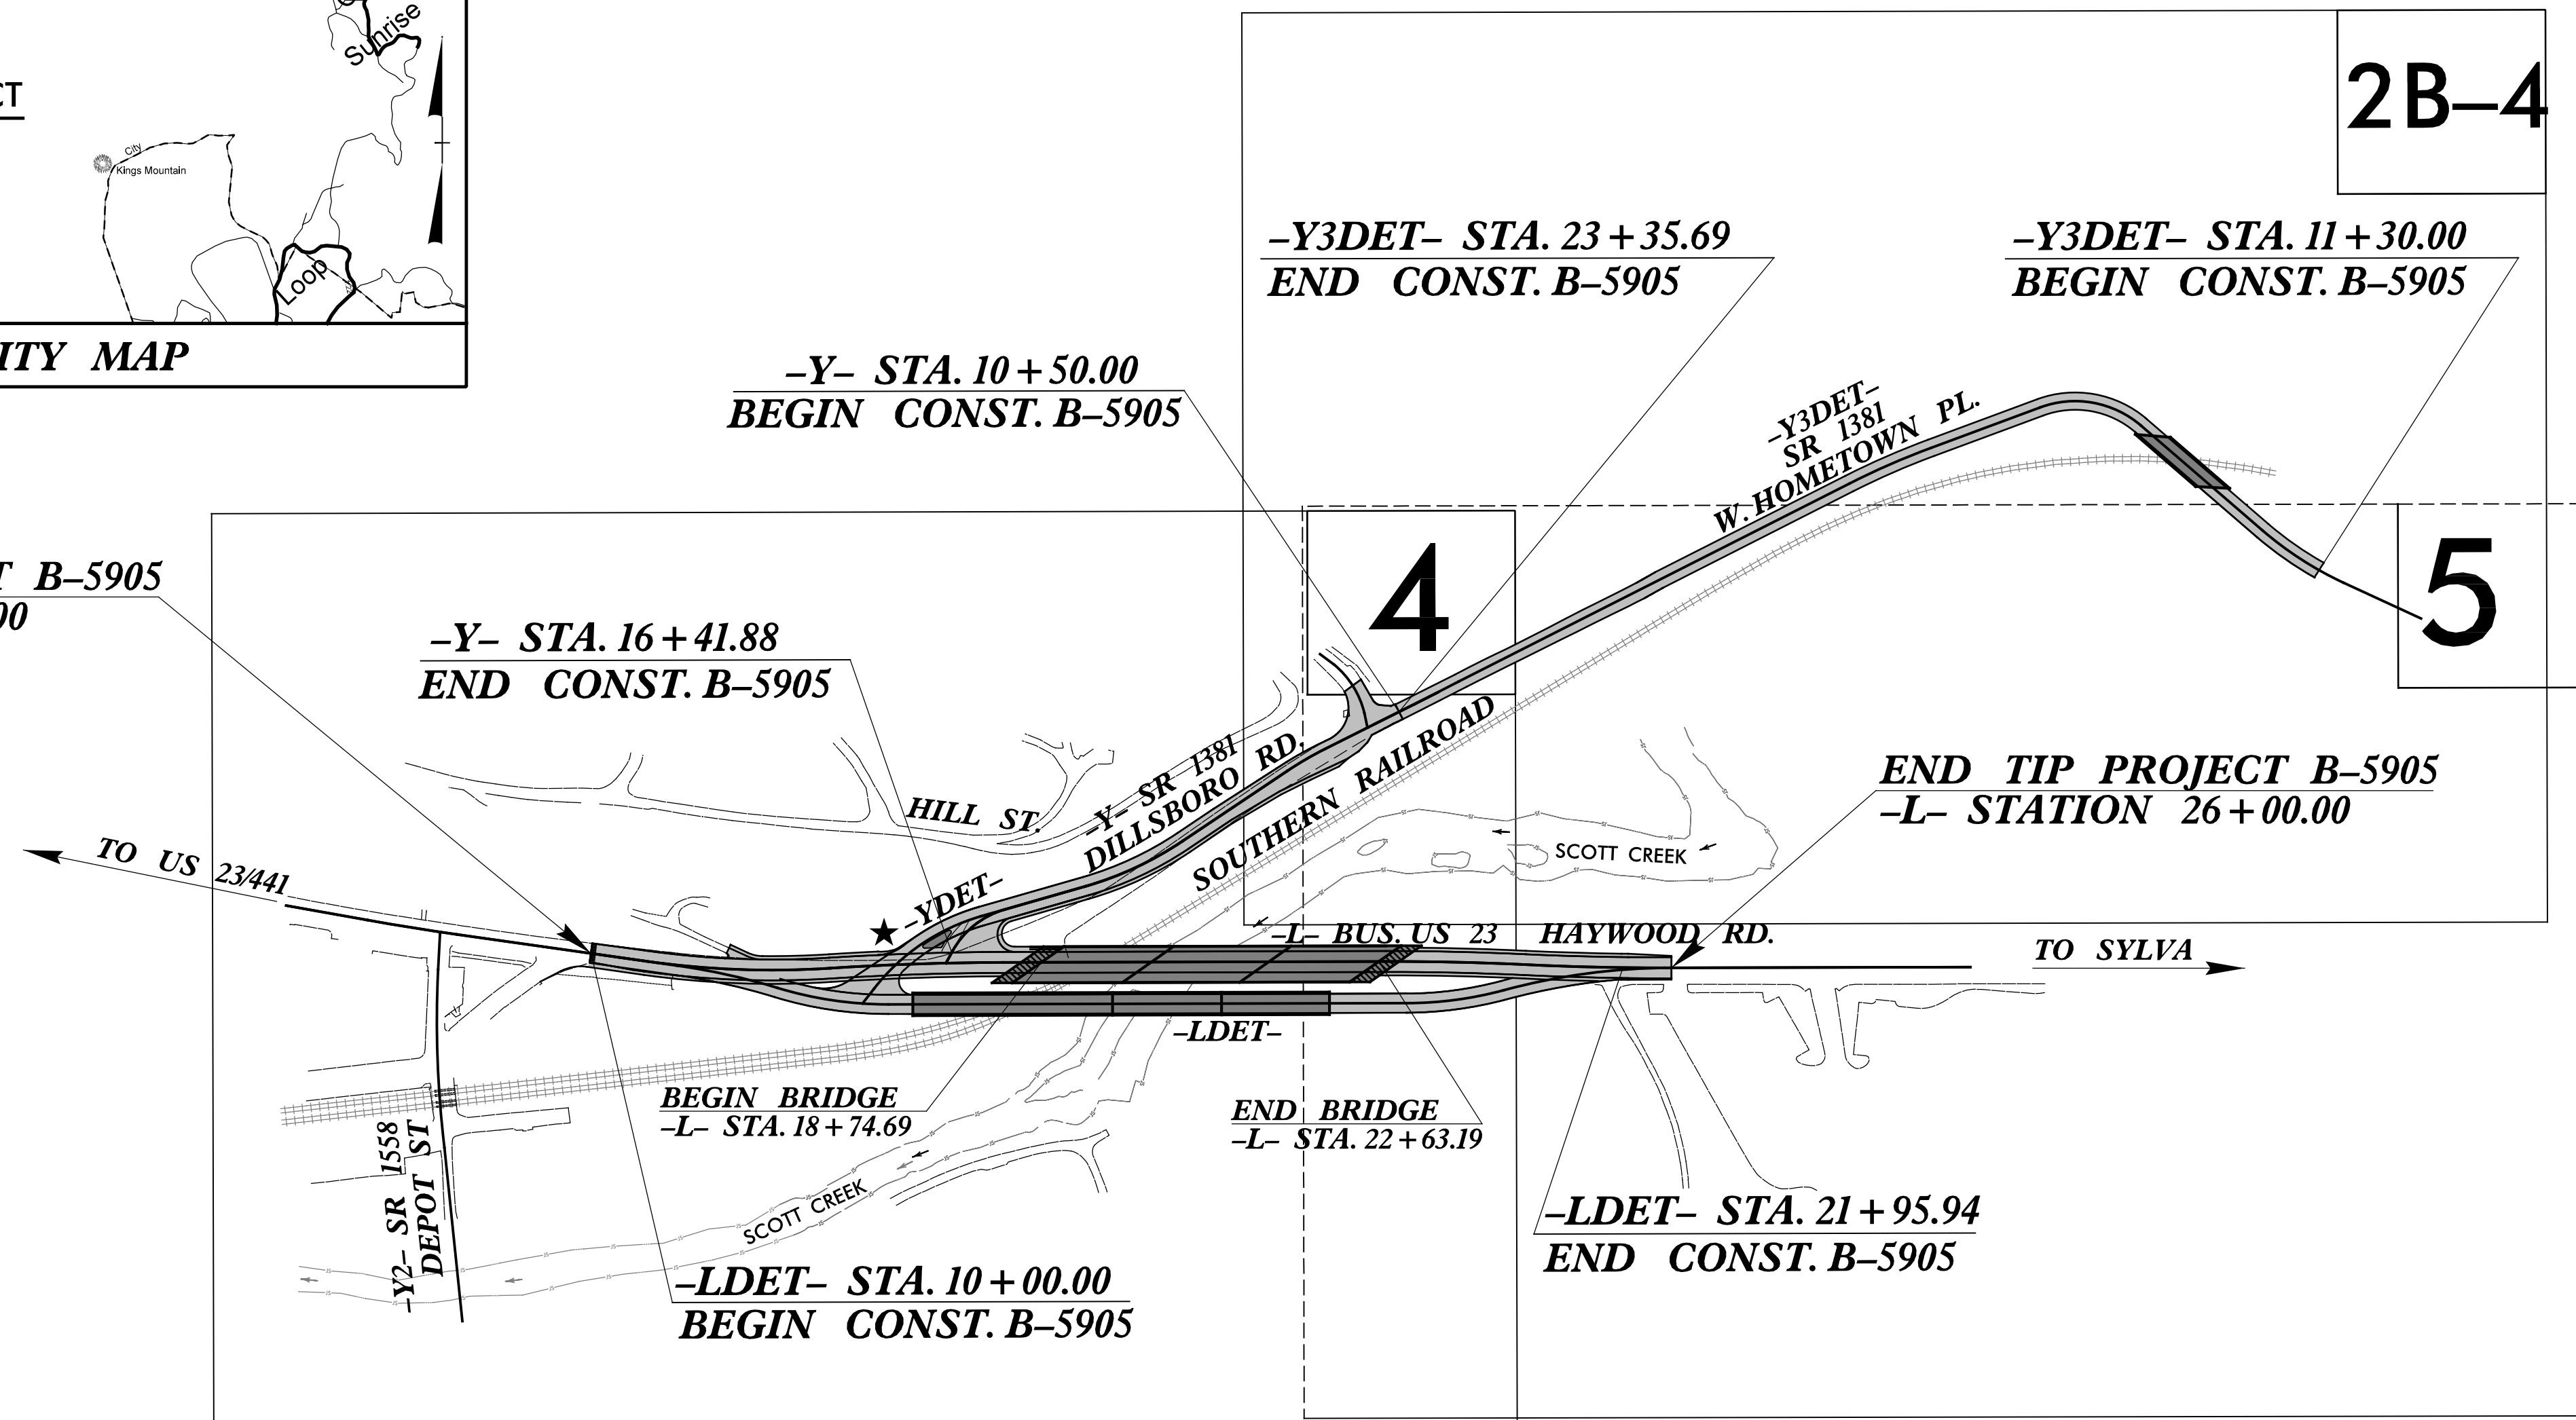 Sunrise
CT
City
Kings Mountain
Loop
ITY MAP
2B–4
–Y3DET– STA. 23+35.69
END CONST. B–5905
–Y3DET– STA. 11+30.00
BEGIN CONST. B–5905
–Y– STA. 10+50.00
BEGIN CONST. B–5905
–Y3DET–
SR 1381
W. HOMETOWN PL.
4
5
T B–5905
00
–Y– STA. 16+41.88
END CONST. B–5905
END TIP PROJECT B–5905
–L– STATION 26+00.00
HILL ST.
–Y– SR 1381
DILLSBORO RD.
SOUTHERN RAILROAD
SCOTT CREEK
TO US 23/441
–YDET–
–L– BUS. US 23 HAYWOOD RD.
TO SYLVA
–LDET–
BEGIN BRIDGE
–L– STA. 18+74.69
END BRIDGE
–L– STA. 22+63.19
–Y2– SR 1558
DEPOT ST
SCOTT CREEK
–LDET– STA. 21+95.94
END CONST. B–5905
–LDET– STA. 10+00.00
BEGIN CONST. B–5905